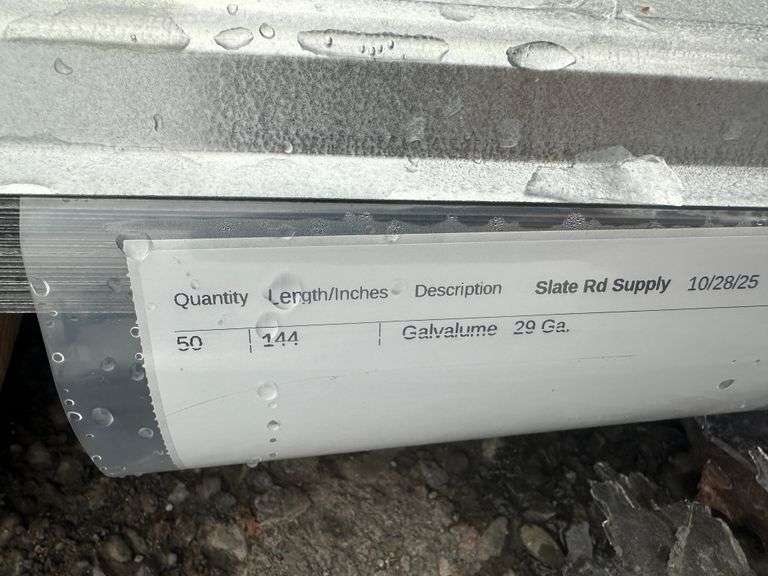 Quantity Length/Inches Description Slate Rd Supply 10/28/25
50 144 Galvalume 29 Ga.